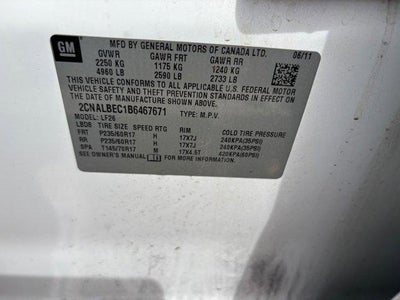 GM
MFD BY GENERAL MOTORS OF CANADA LTD.
GVWR GAWR FRT GAWR RR 06/11
2250 KG 1175 KG 1240 KG
4960 LB 2590 LB 2733 LB
THIS VEHICLE CONFORMS TO ALL APPLICABLE U.S. FEDERAL MOTOR
VEHICLE SAFETY, BUMPER, AND THEFT PREVENTION STANDARDS IN
EFFECT ON THE DATE OF MANUFACTURE SHOWN ABOVE.
2CNALBEC1B6467671 TYPE: M.P.V.
MODEL: LF26
LBDB TIRE SIZE SPEED RTG RIM COLD TIRE PRESSURE
FRT P235/60R17 H 17X7J 240KPA(35PSI)
RR P235/60R17 H 17X7J 240KPA(35PSI)
SPA T145/70R17 M 17X4.5T 420KPA(60PSI)
SEE OWNER'S MANUAL FOR ADDITIONAL INFORMATION.